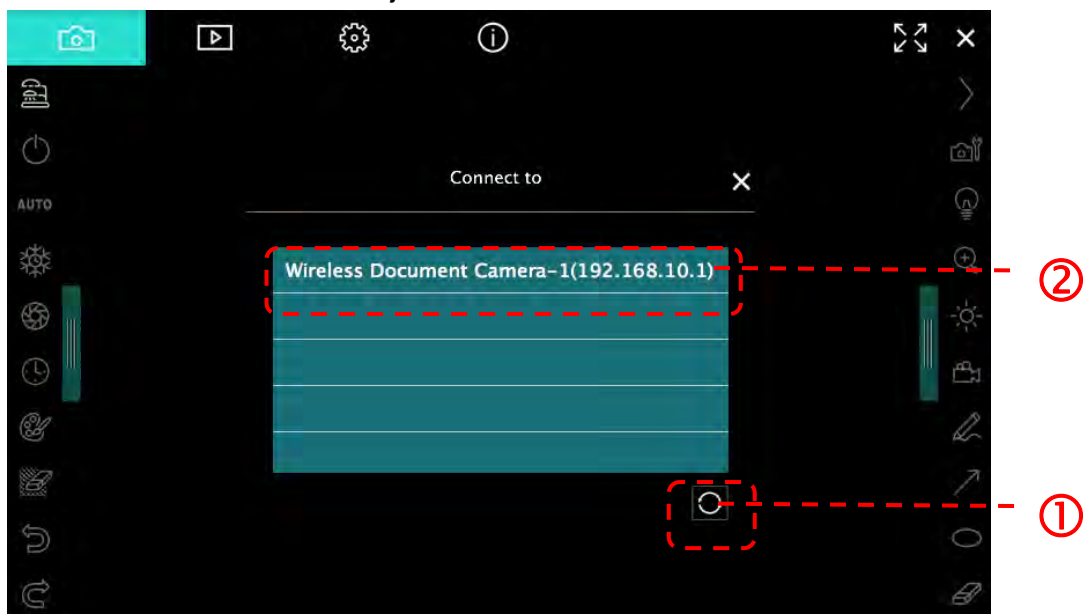 AUTO
Connect to
Wireless Document Camera-1(192.168.10.1)
②
①